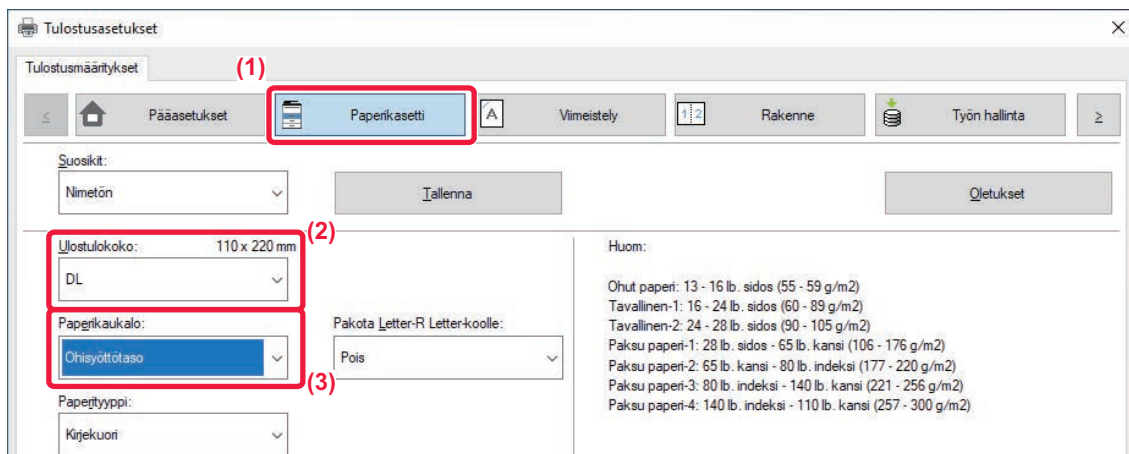 Tulostusasetukset
Tulostusmääritykset
(1)
< Pääasetukset Paperikasetti A Viimeistely 1 2 Rakenne Työn hallinta >
Suosikit:
Nimetön Tallenna Oletukset
(2)
Ulostulokoko: 110 x 220 mm
DL
Paperikaukalo:
Ohisyöttötaso
(3)
Pakota Letter-R Letter-koolle:
Pois
Paperityyppi:
Kirjekuori
Huom:
Ohut paperi: 13 - 16 lb. sidos (55 - 59 g/m2)
Tavallinen-1: 16 - 24 lb. sidos (60 - 89 g/m2)
Tavallinen-2: 24 - 28 lb. sidos (90 - 105 g/m2)
Paksu paperi-1: 28 lb. sidos - 65 lb. kansi (106 - 176 g/m2)
Paksu paperi-2: 65 lb. kansi - 80 lb. indeksi (177 - 220 g/m2)
Paksu paperi-3: 80 lb. indeksi - 140 lb. kansi (221 - 256 g/m2)
Paksu paperi-4: 140 lb. indeksi - 110 lb. kansi (257 - 300 g/m2)